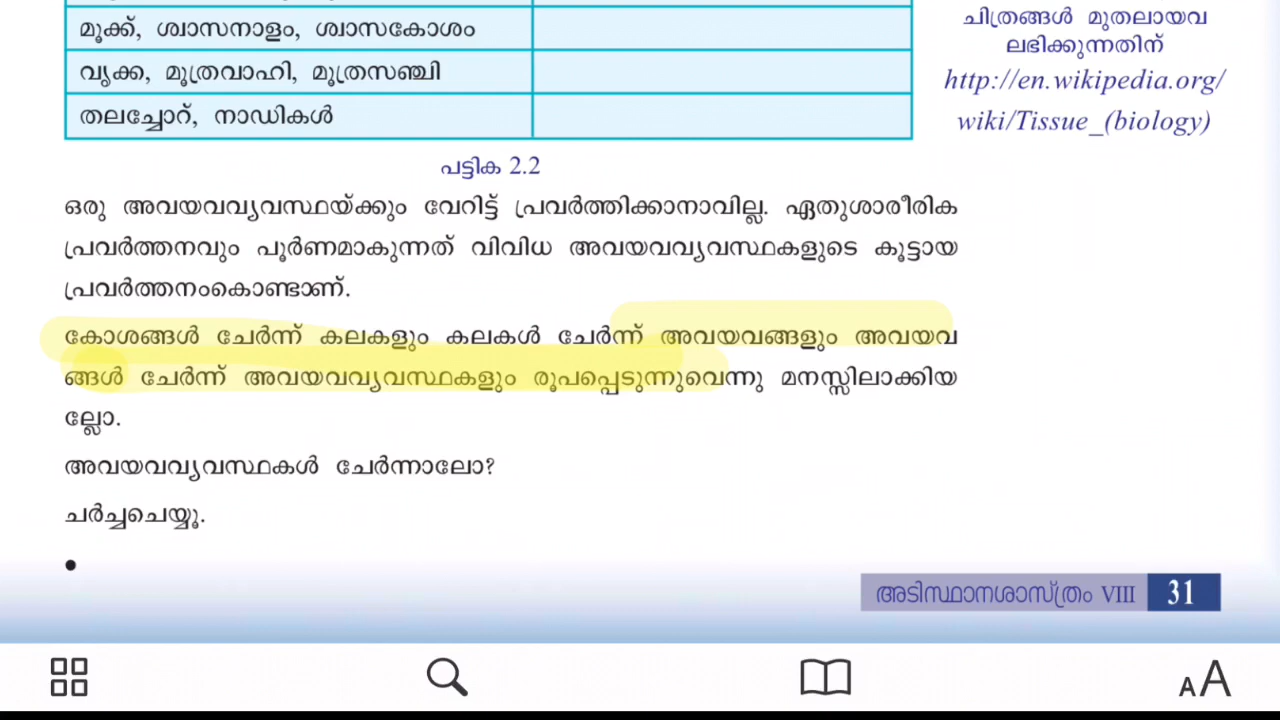 മൂക്ക്, ശ്വാസനാളം, ശ്വാസകോശം
വൃക്ക, മൂത്രവാഹി, മൂത്രസഞ്ചി
തലച്ചോറ്, നാഡികൾ
പട്ടിക 2.2
ചിത്രങ്ങൾ മുതലായവ
ലഭിക്കുന്നതിന്
http://en.wikipedia.org/
wiki/Tissue_(biology)
ഒരു അവയവവ്യവസ്ഥയ്ക്കും വേറിട്ട് പ്രവർത്തിക്കാനാവില്ല. ഏതുശാരീരിക
പ്രവർത്തനവും പൂർണമാകുന്നത് വിവിധ അവയവവ്യവസ്ഥകളുടെ കൂട്ടായ
പ്രവർത്തനംകൊണ്ടാണ്.
കോശങ്ങൾ ചേർന്ന് കലകളും കലകൾ ചേർന്ന് അവയവങ്ങളും അവയവ
ങ്ങൾ ചേർന്ന് അവയവവ്യവസ്ഥകളും രൂപപ്പെടുന്നുവെന്നു മനസ്സിലാക്കിയ
ല്ലോ.
അവയവവ്യവസ്ഥകൾ ചേർന്നാലോ?
ചർച്ചചെയ്യൂ.
•
അടിസ്ഥാനശാസ്ത്രം VIII 31
AA